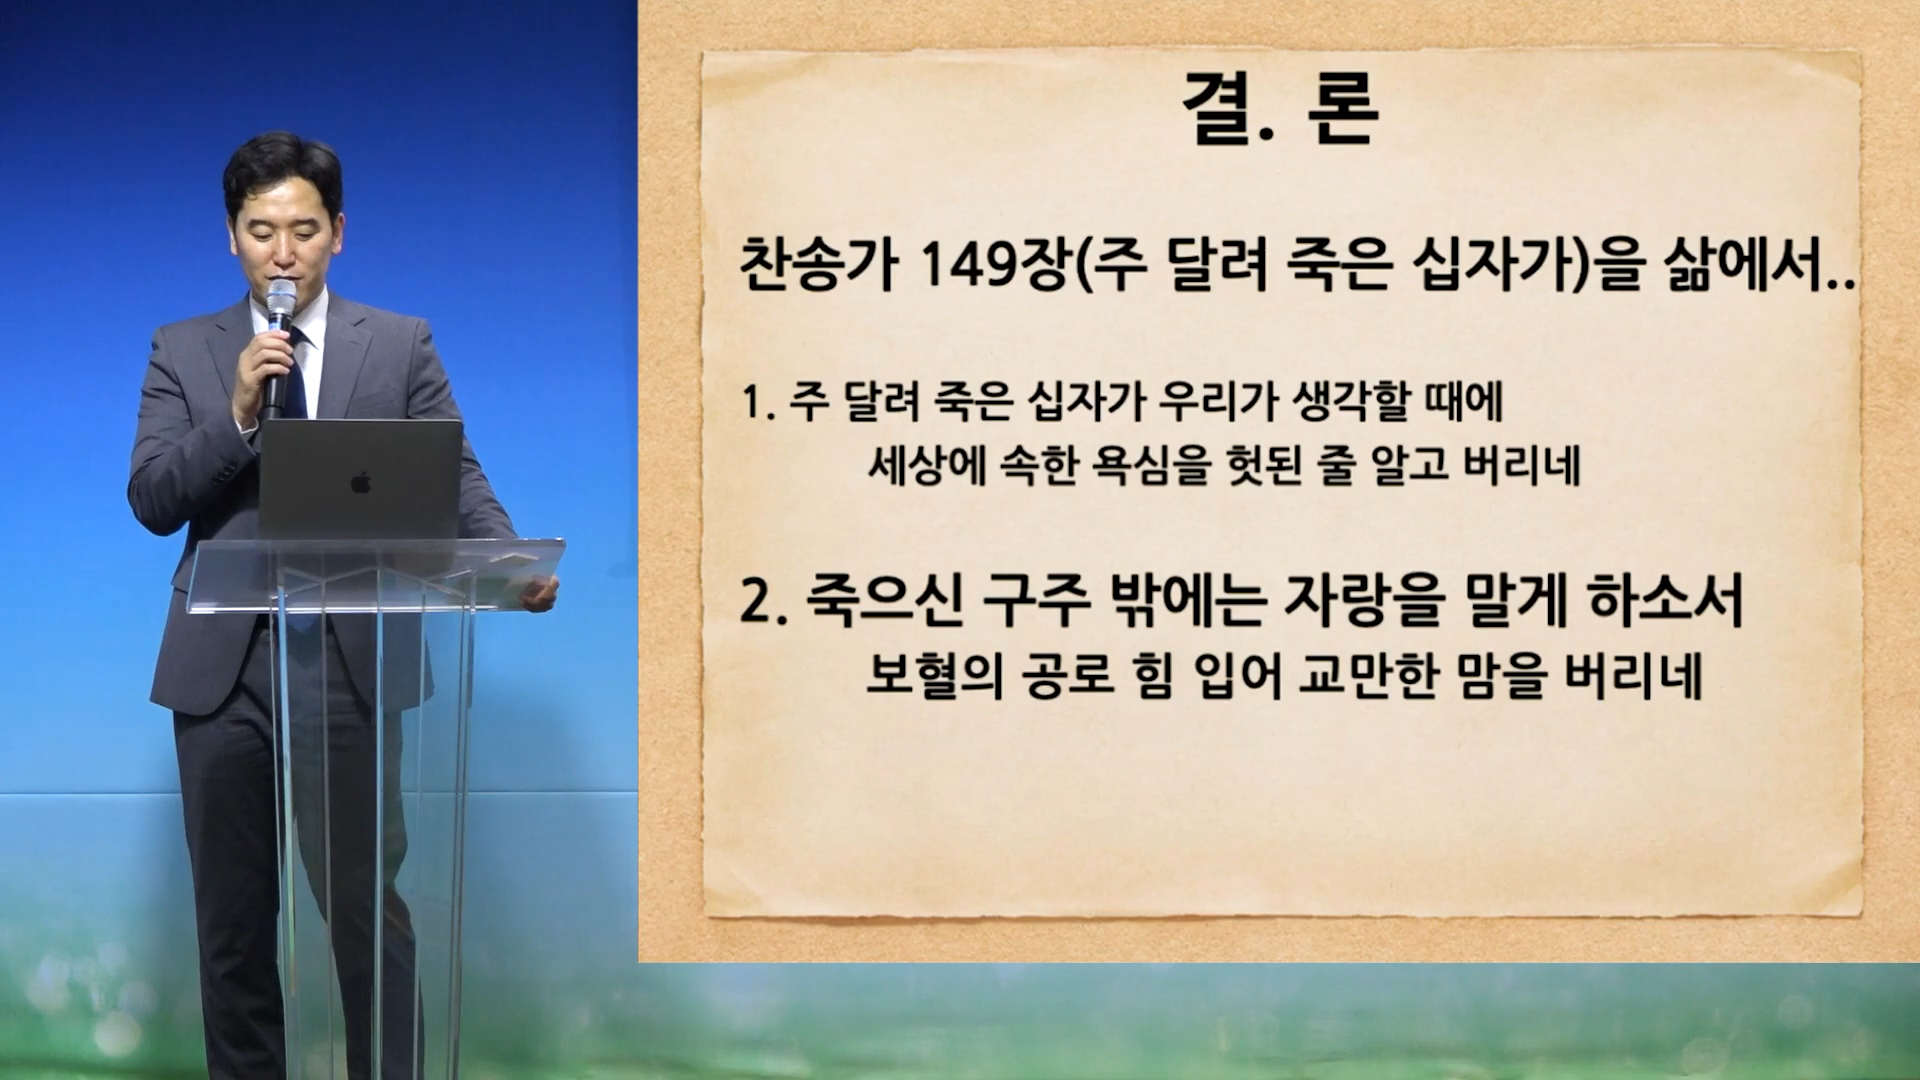 결. 론
찬송가 149장(주 달려 죽은 십자가)을 삶에서..
1. 주 달려 죽은 십자가 우리가 생각할 때에
세상에 속한 욕심을 헛된 줄 알고 버리네
2. 죽으신 구주 밖에는 자랑을 말게 하소서
보혈의 공로 힘 입어 교만한 맘을 버리네